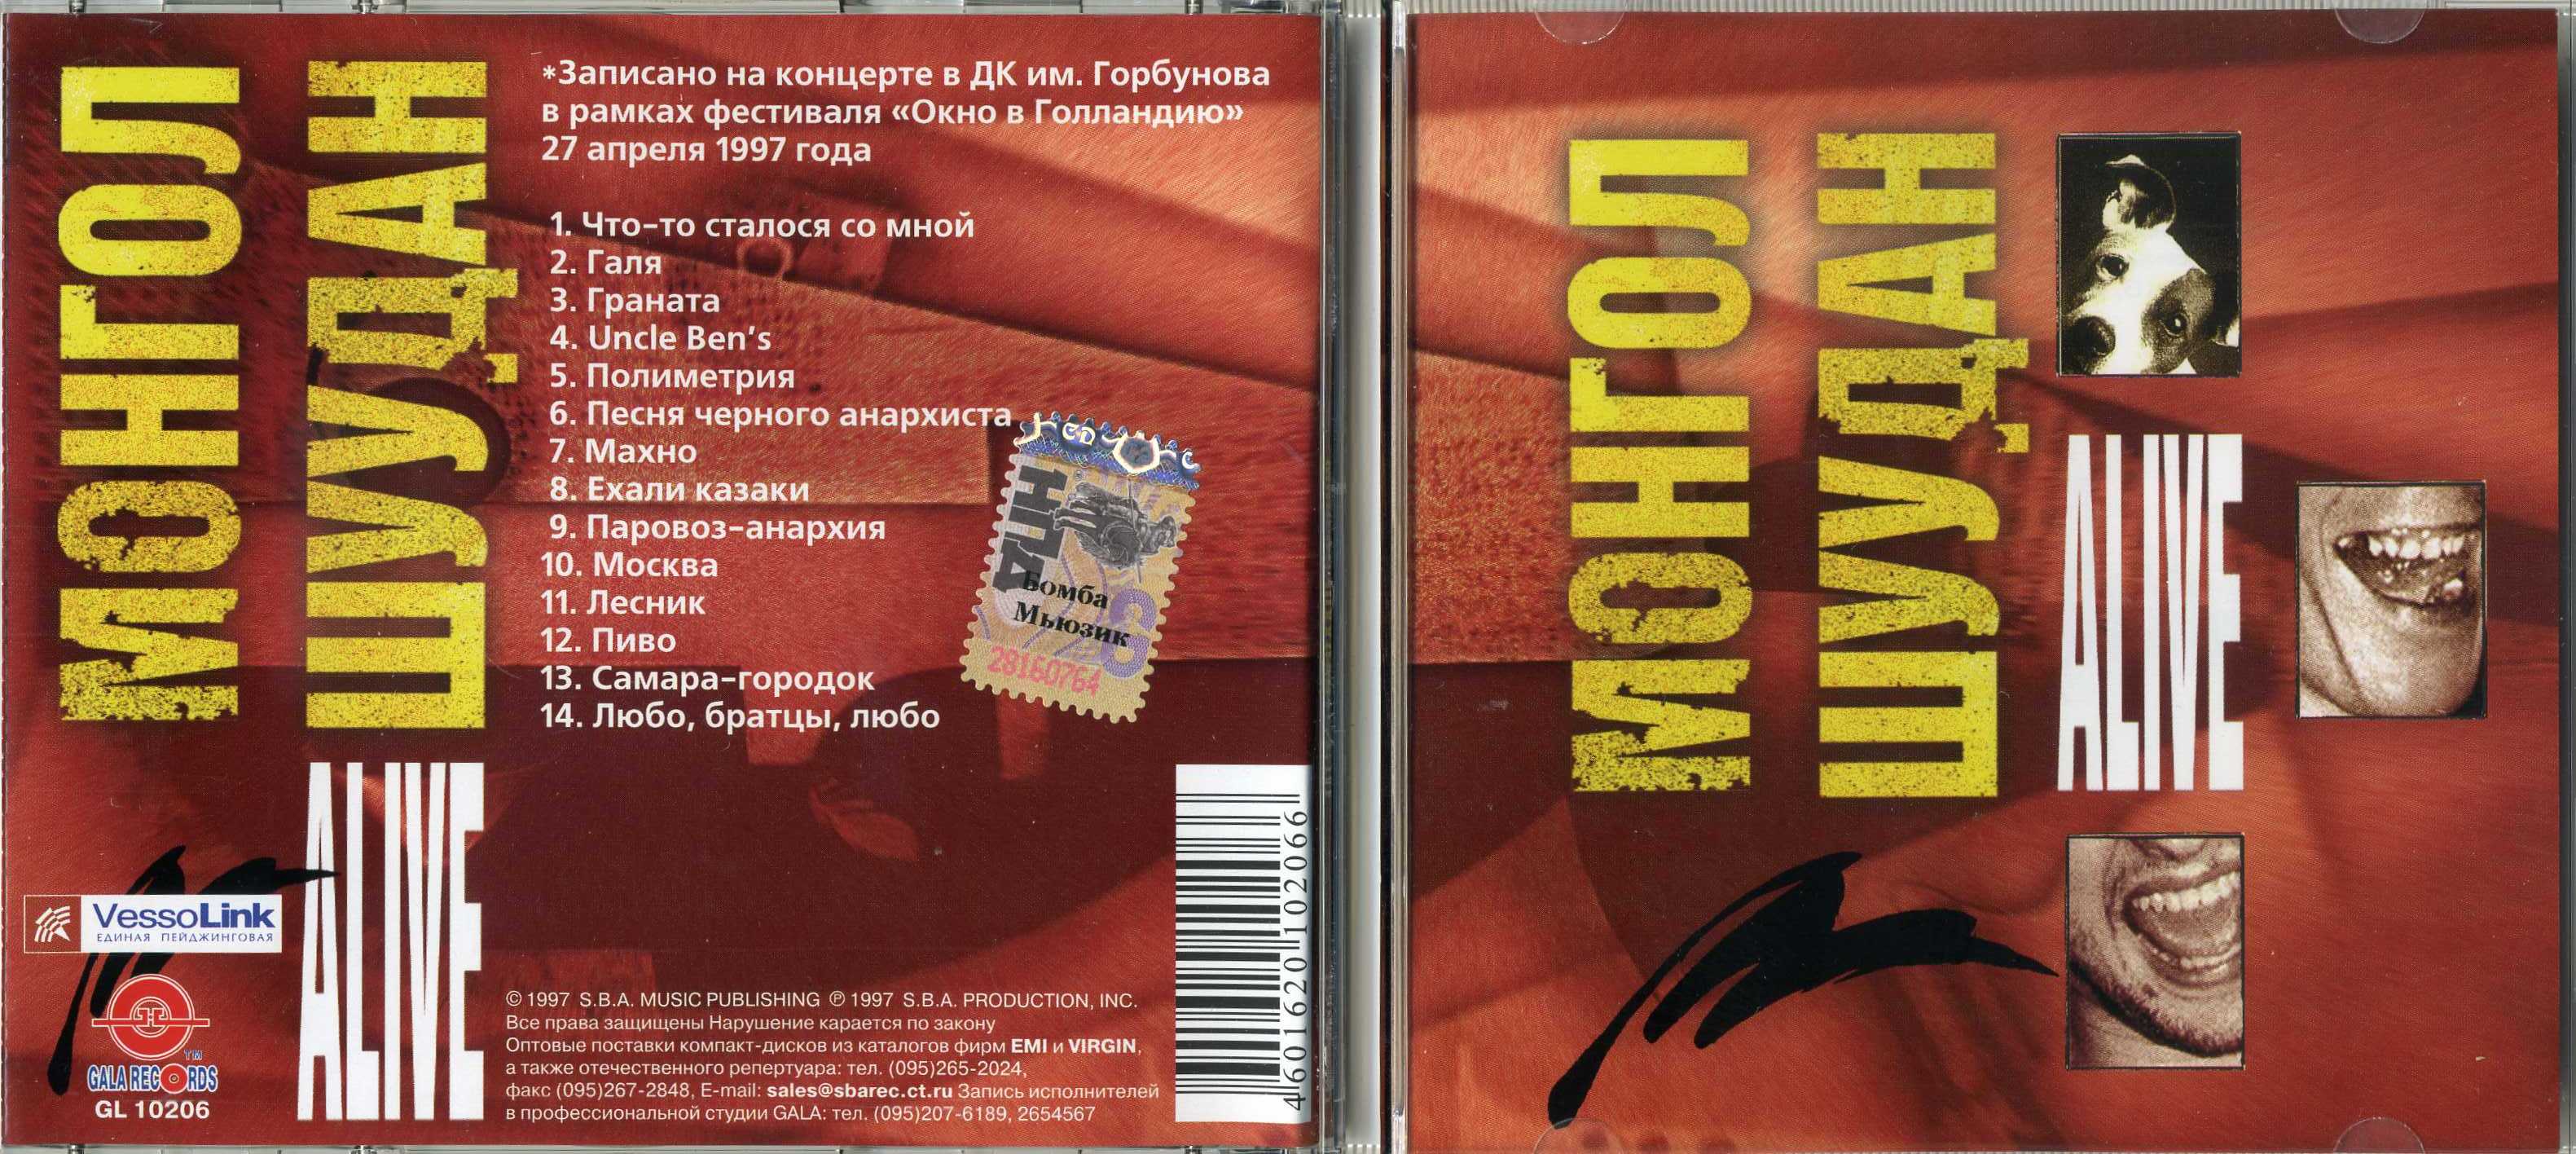 МОНГОЛ
ШУУДАН
ALIVE
*Записано на концерте в ДК им. Горбунова
в рамках фестиваля «Окно в Голландию»
27 апреля 1997 года
1. Что-то сталося со мной
2. Галя
3. Граната
4. Uncle Ben's
5. Полиметрия
6. Песня черного анархиста
7. Махно
8. Ехали казаки
9. Паровоз-анархия
10. Москва
11. Лесник
12. Пиво
13. Самара-городок
14. Любо, братцы, любо
CD
Бомба
Мьюзик
28160764
VessoLink
ЕДИНАЯ ПЕЙДЖИНГОВАЯ
TM
GALA RECORDS
GL 10206
© 1997 S.B.A. MUSIC PUBLISHING ℗ 1997 S.B.A. PRODUCTION, INC.
Все права защищены Нарушение карается по закону
Оптовые поставки компакт-дисков из каталогов фирм EMI и VIRGIN,
а также отечественного репертуара: тел. (095)265-2024,
факс (095)267-2848, E-mail: sales@sbarec.ct.ru Запись исполнителей
в профессиональной студии GALA: тел. (095)207-6189, 2654567
4 601620 102066
МОНГОЛ
ШУУДАН
ALIVE